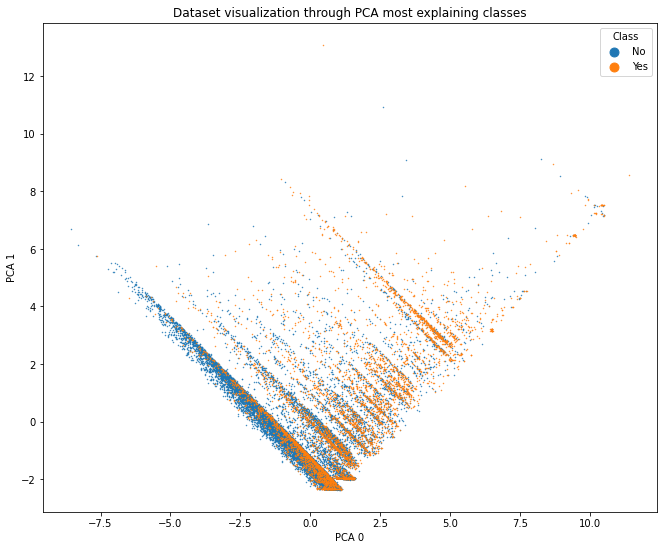 Dataset visualization through PCA most explaining classes
Class
No
Yes
12
10
8
6
4
2
0
−2
PCA 1
−7.5
−5.0
−2.5
0.0
2.5
5.0
7.5
10.0
PCA 0